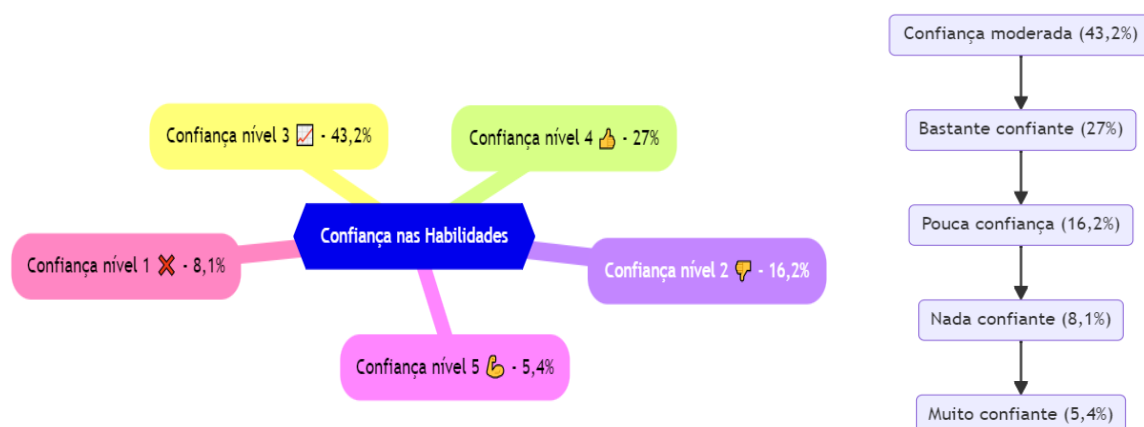 Confiança nível 3 📈 - 43,2%
Confiança nível 4 👍 - 27%
Confiança nas Habilidades
Confiança nível 1 ❌ - 8,1%
Confiança nível 2 👎 - 16,2%
Confiança nível 5 💪 - 5,4%
Confiança moderada (43,2%)
Bastante confiante (27%)
Pouca confiança (16,2%)
Nada confiante (8,1%)
Muito confiante (5,4%)